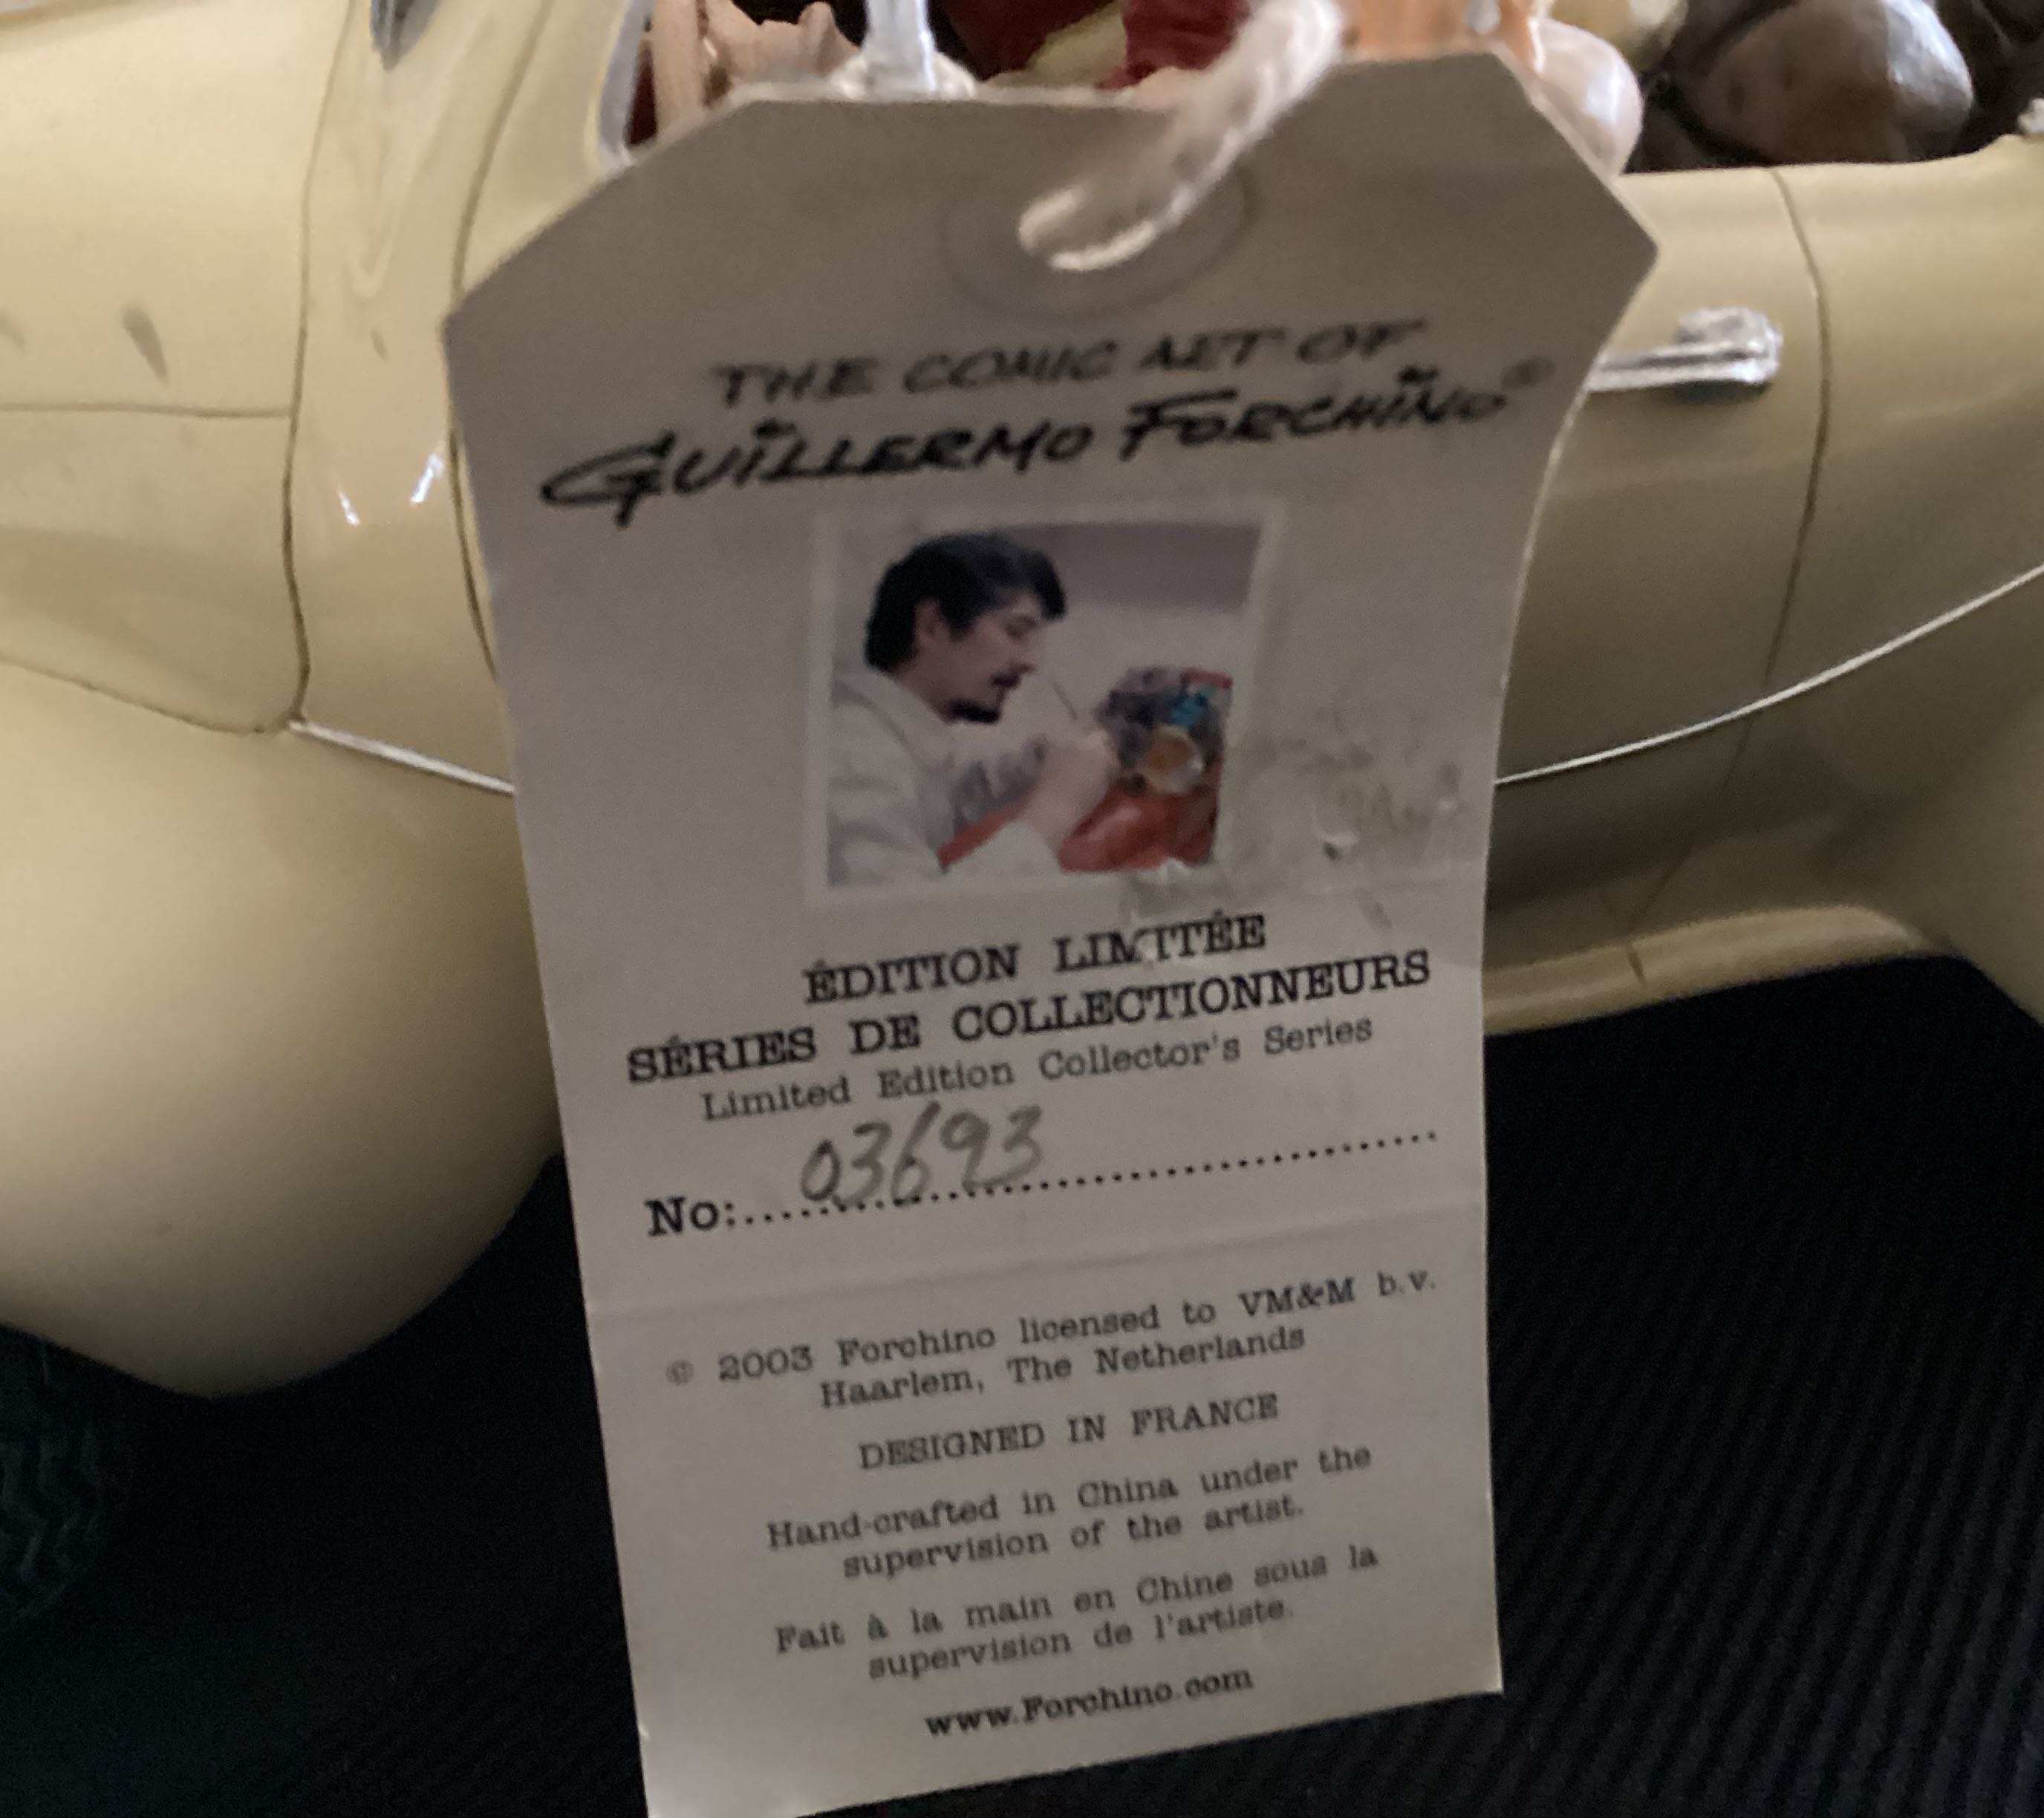 THE COMIC ART OF
GUILLERMO FORCHINO®
ÉDITION LIMITÉE
SÉRIES DE COLLECTIONNEURS
Limited Edition Collector's Series
No:.....03693.....
© 2003 Forchino licensed to VM&M b.v.
Haarlem, The Netherlands
DESIGNED IN FRANCE
Hand-crafted in China under the
supervision of the artist.
Fait à la main en Chine sous la
supervision de l'artiste.
www.Forchino.com